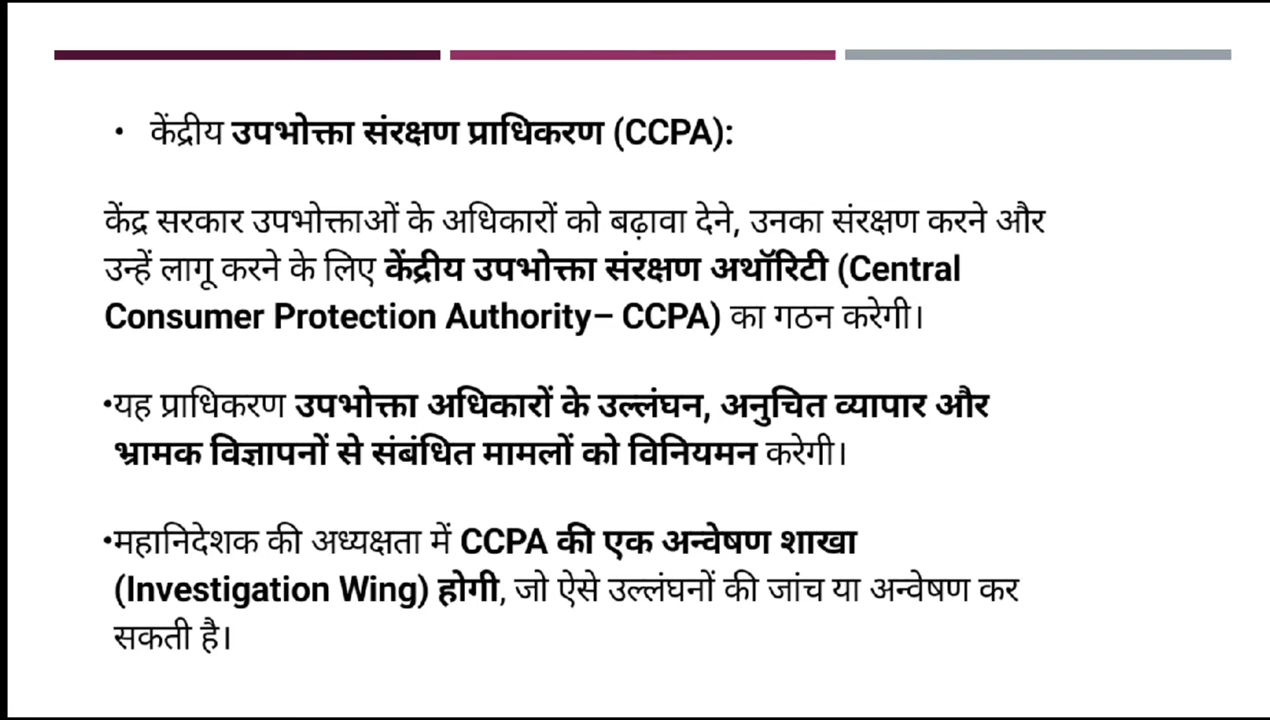 • केंद्रीय उपभोक्ता संरक्षण प्राधिकरण (CCPA):
केंद्र सरकार उपभोक्ताओं के अधिकारों को बढ़ावा देने, उनका संरक्षण करने और
उन्हें लागू करने के लिए केंद्रीय उपभोक्ता संरक्षण अथॉरिटी (Central
Consumer Protection Authority– CCPA) का गठन करेगी।
•यह प्राधिकरण उपभोक्ता अधिकारों के उल्लंघन, अनुचित व्यापार और
भ्रामक विज्ञापनों से संबंधित मामलों को विनियमन करेगी।
•महानिदेशक की अध्यक्षता में CCPA की एक अन्वेषण शाखा
(Investigation Wing) होगी, जो ऐसे उल्लंघनों की जांच या अन्वेषण कर
सकती है।